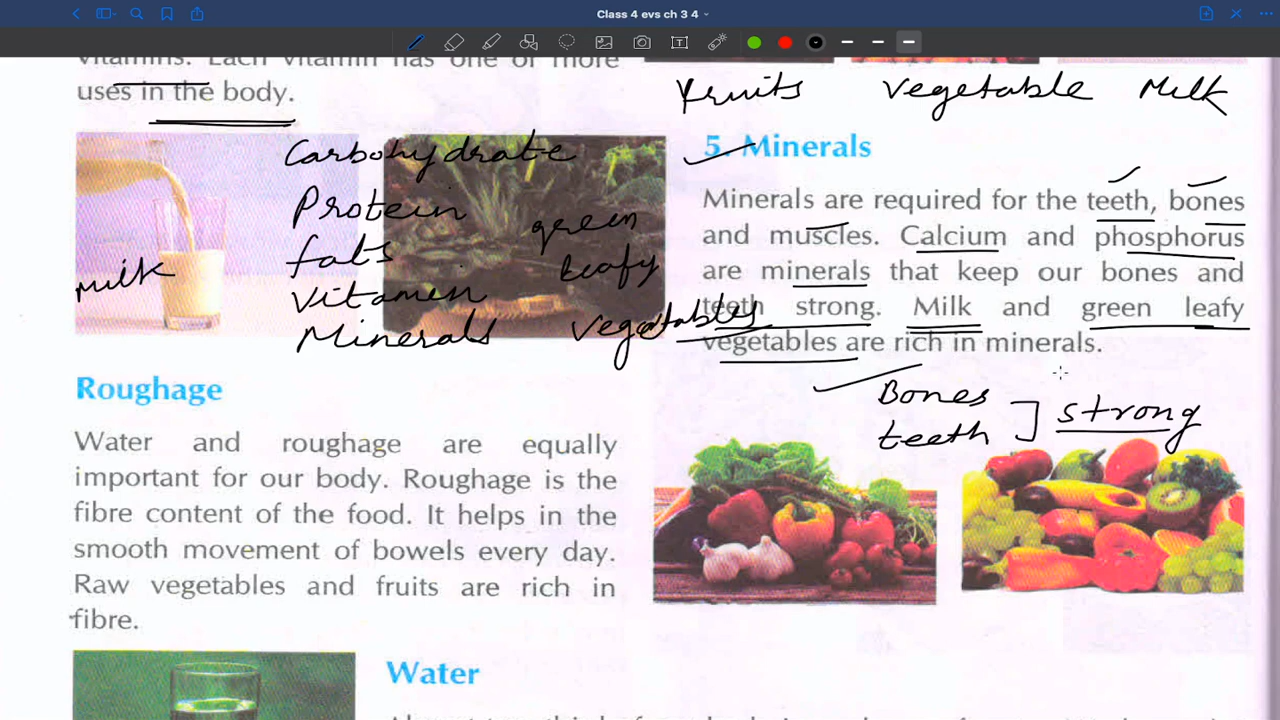 Class 4 evs ch 3 4
vitamins. Each vitamin has one or more
uses in the body.
fruits vegetable Milk
Milk
Carbohydrate
Protein
fats
Vitamen
Minerals
green
leafy
vegetables
5. Minerals
Minerals are required for the teeth, bones
and muscles. Calcium and phosphorus
are minerals that keep our bones and
teeth strong. Milk and green leafy
vegetables are rich in minerals.
Bones
teeth ] strong
Roughage
Water and roughage are equally
important for our body. Roughage is the
fibre content of the food. It helps in the
smooth movement of bowels every day.
Raw vegetables and fruits are rich in
fibre.
Water